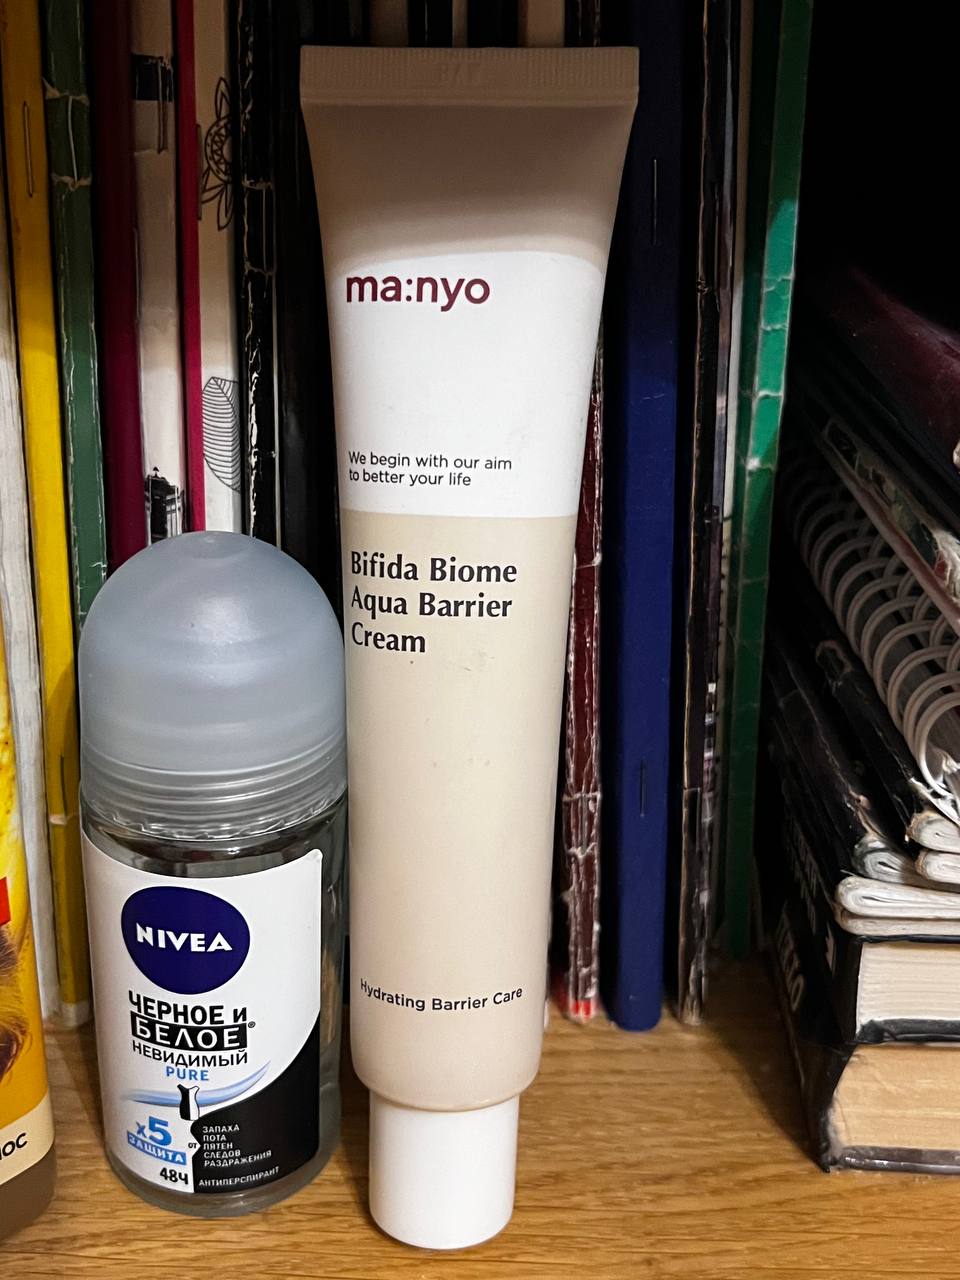 ma:nyo
We begin with our aim
to better your life
Bifida Biome
Aqua Barrier
Cream
Hydrating Barrier Care
NIVEA
ЧЕРНОЕ и
БЕЛОЕ®
НЕВИДИМЫЙ
PURE
x5
ЗАЩИТА
от
ЗАПАХА
ПОТА
ПЯТЕН
СЛЕДОВ
РАЗДРАЖЕНИЯ
48Ч
АНТИПЕРСПИРАНТ